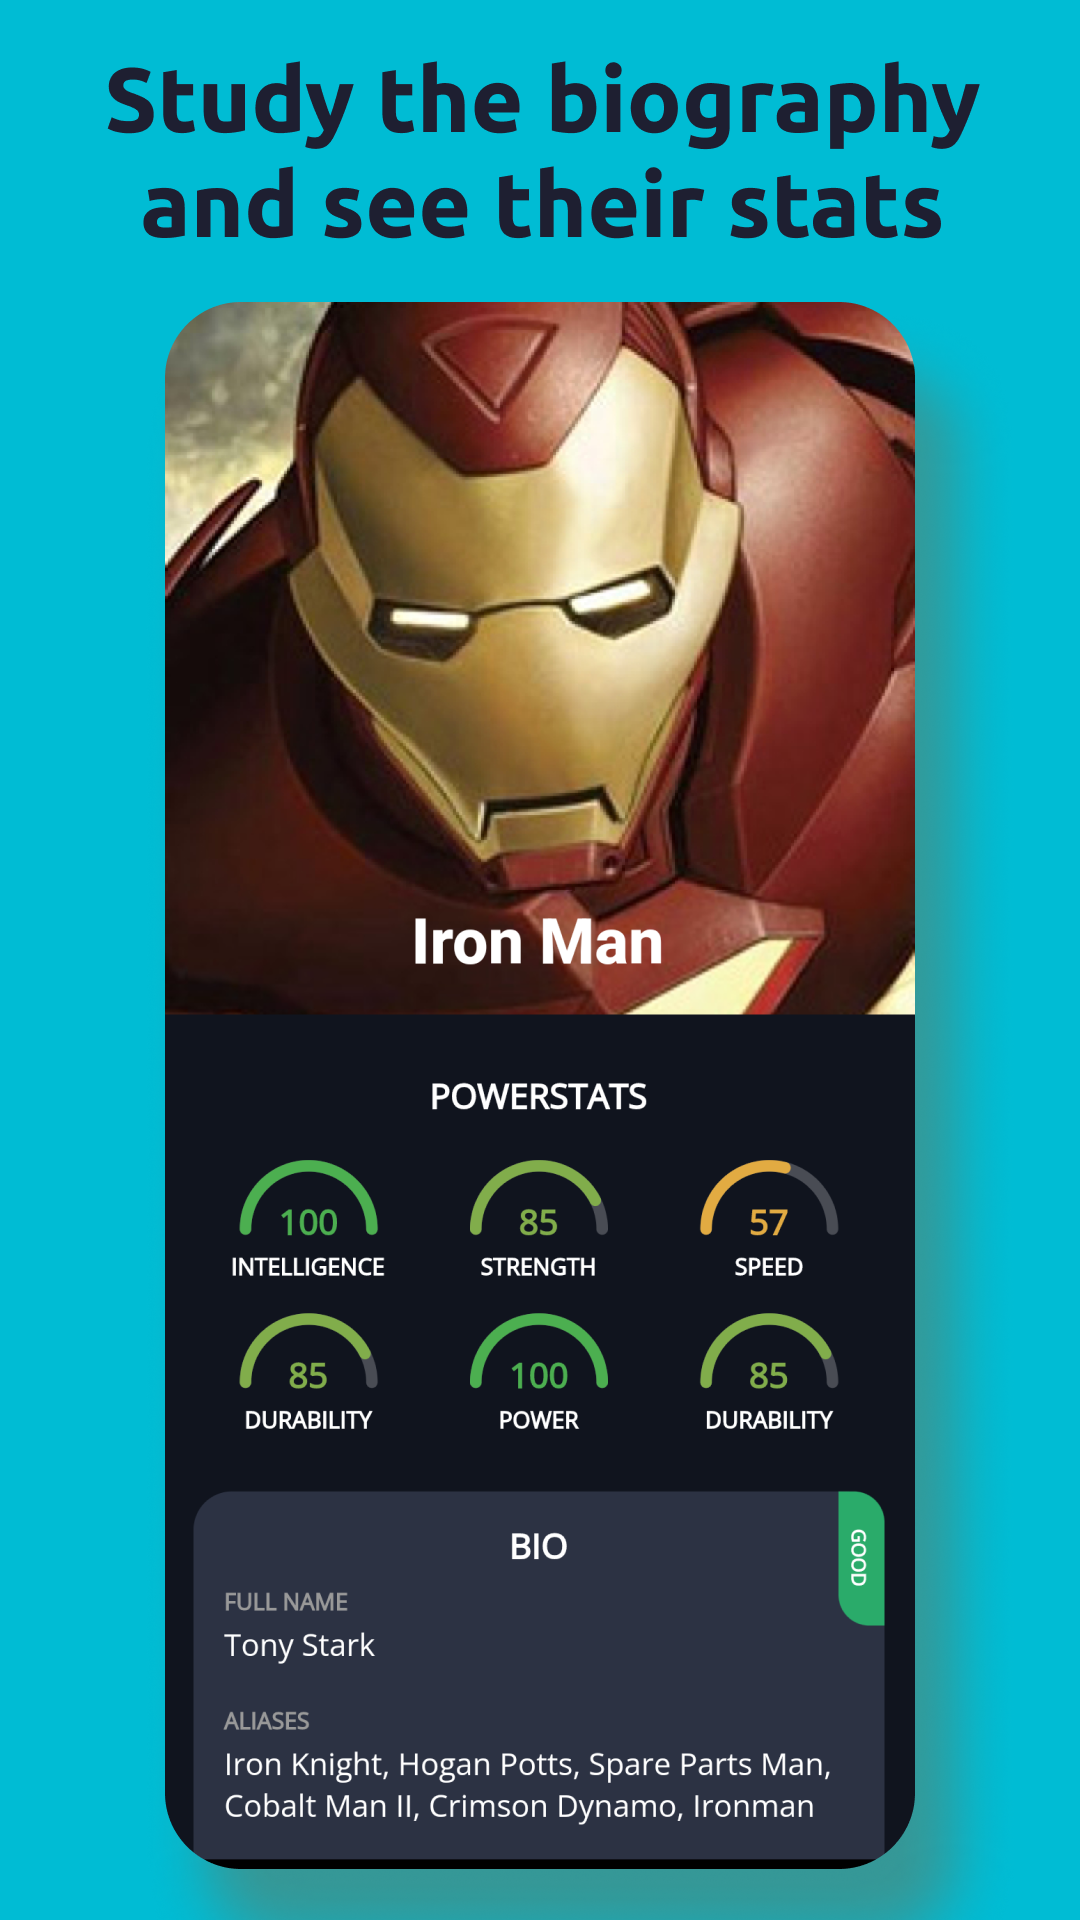 Study the biography
and see their stats
Iron Man
POWERSTATS
100 85 57
INTELLIGENCE STRENGTH SPEED
85 100 85
DURABILITY POWER DURABILITY
BIO
GOOD
FULL NAME
Tony Stark
ALIASES
Iron Knight, Hogan Potts, Spare Parts Man,
Cobalt Man II, Crimson Dynamo, Ironman